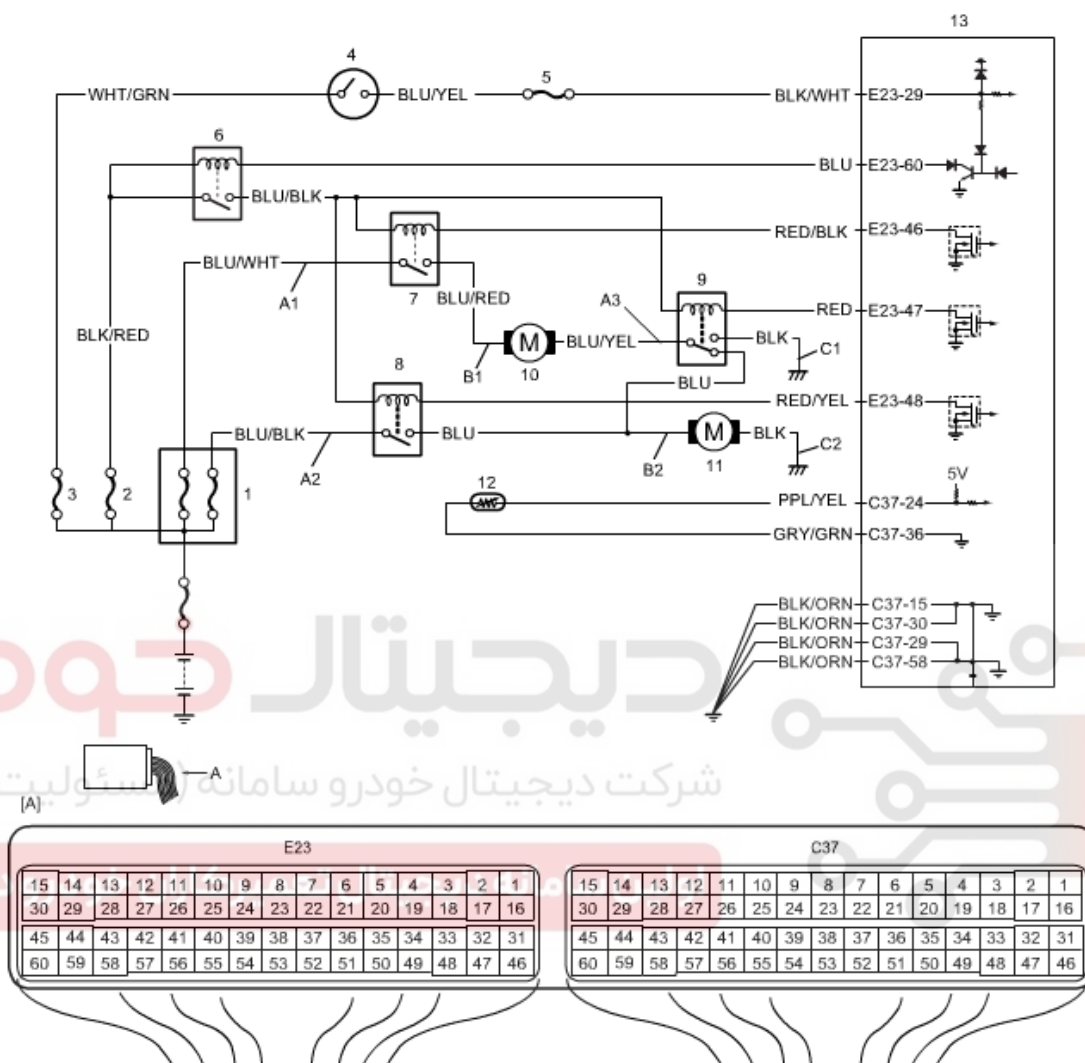 13
4
5
WHT/GRN BLU/YEL BLK/WHT E23-29
6
BLU E23-60
BLU/BLK
RED/BLK E23-46
BLU/WHT
7
9
A1 BLU/RED A3
RED E23-47
BLK/RED
BLU/YEL BLK C1
M
B1 10
8 BLU
RED/YEL E23-48
BLU/BLK BLU M BLK
C2
A2 B2 11
3 2 1
12 5V
PPL/YEL C37-24
GRY/GRN C37-36
BLK/ORN C37-15
BLK/ORN C37-30
BLK/ORN C37-29
BLK/ORN C37-58
دیجیتال خودرو
A
شرکت دیجیتال خودرو سامانه
[A]
E23 C37
15 14 13 12 11 10 9 8 7 6 5 4 3 2 1 15 14 13 12 11 10 9 8 7 6 5 4 3 2 1
30 29 28 27 26 25 24 23 22 21 20 19 18 17 16 30 29 28 27 26 25 24 23 22 21 20 19 18 17 16
45 44 43 42 41 40 39 38 37 36 35 34 33 32 31 45 44 43 42 41 40 39 38 37 36 35 34 33 32 31
60 59 58 57 56 55 54 53 52 51 50 49 48 47 46 60 59 58 57 56 55 54 53 52 51 50 49 48 47 46